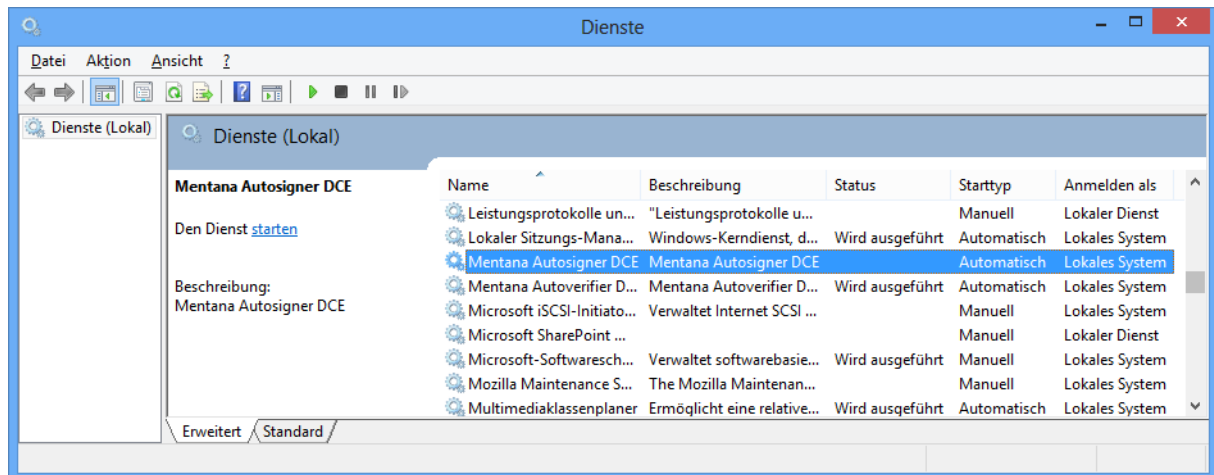 Dienste
Datei Aktion Ansicht ?
Dienste (Lokal)
Dienste (Lokal)
Mentana Autosigner DCE
Den Dienst starten
Beschreibung:
Mentana Autosigner DCE
Name Beschreibung Status Starttyp Anmelden als
Leistungsprotokolle un... "Leistungsprotokolle u... Manuell Lokaler Dienst
Lokaler Sitzungs-Mana... Windows-Kerndienst, d... Wird ausgeführt Automatisch Lokales System
Mentana Autosigner DCE Mentana Autosigner DCE Automatisch Lokales System
Mentana Autoverifier D... Mentana Autoverifier D... Wird ausgeführt Automatisch Lokales System
Microsoft iSCSI-Initiato... Verwaltet Internet SCSI ... Manuell Lokales System
Microsoft SharePoint ... Manuell Lokaler Dienst
Microsoft-Softwaresch... Verwaltet softwarebasie... Wird ausgeführt Manuell Lokales System
Mozilla Maintenance S... The Mozilla Maintenan... Manuell Lokales System
Multimediaklassenplaner Ermöglicht eine relative... Wird ausgeführt Automatisch Lokales System
Erweitert Standard